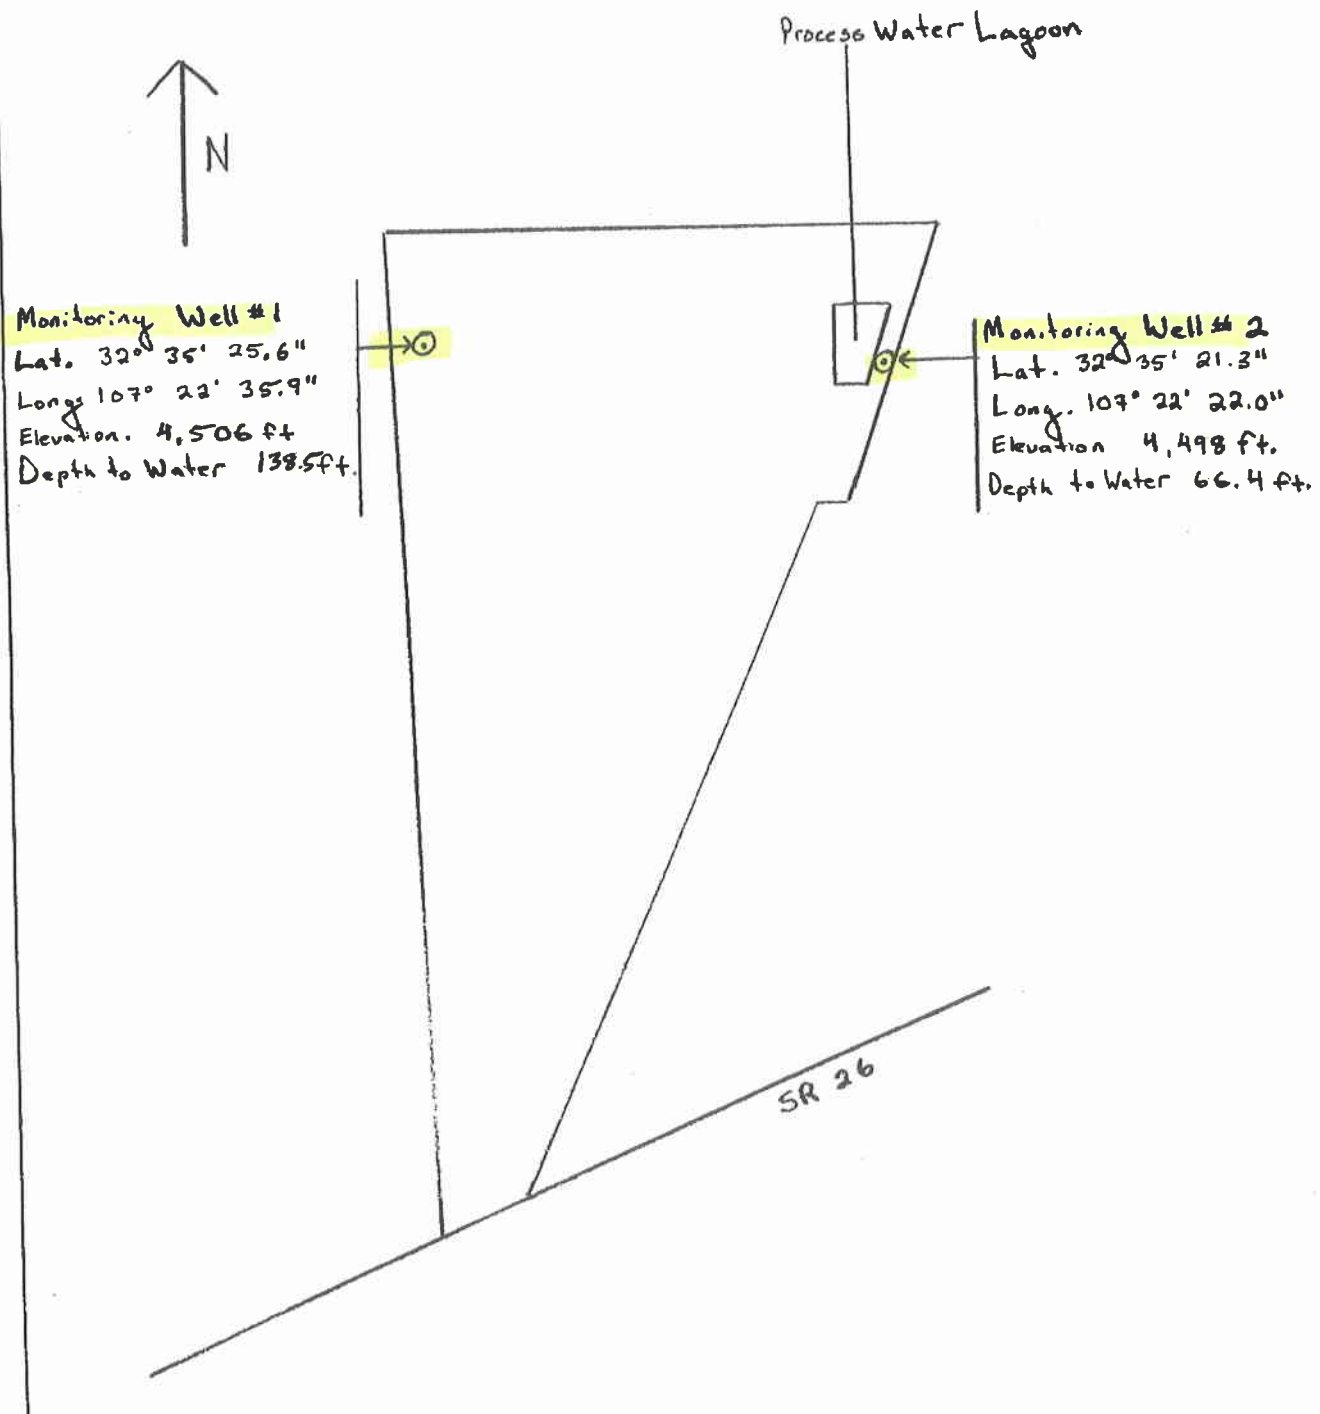 Process Water Lagoon
N
Monitoring Well #1
Lat. 32° 35' 25.6"
Long. 107° 22' 35.9"
Elevation. 4,506 ft
Depth to Water 138.5ft.
Monitoring Well # 2
Lat. 32° 35' 21.3"
Long. 107° 22' 22.0"
Elevation 4,498 ft.
Depth to Water 66.4 ft.
SR 26